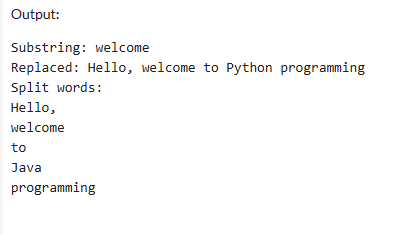 Output:
Substring: welcome
Replaced: Hello, welcome to Python programming
Split words:
Hello,
welcome
to
Java
programming